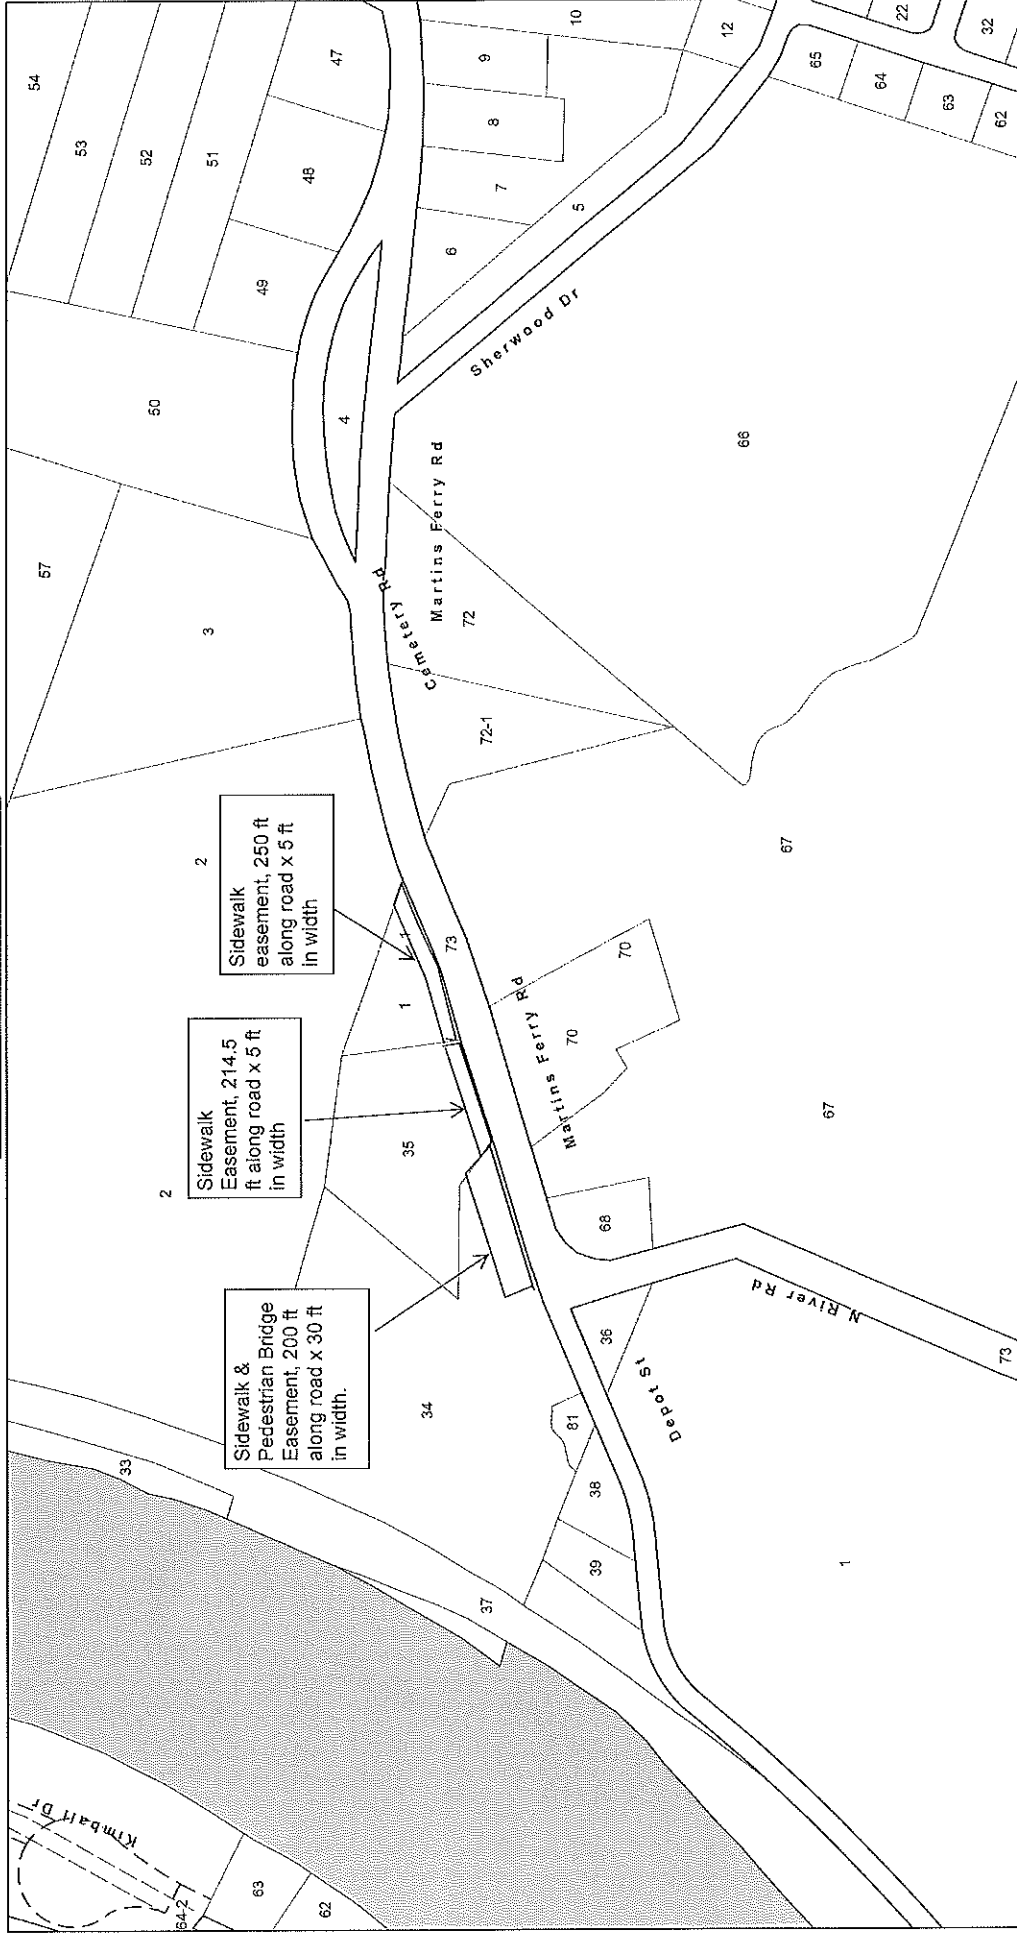 54
53
52
51
47
48
49
50
57
3
4
10
9
8
7
6
5
12
22
32
65
64
63
62
Sherwood Dr
66
Martins Ferry Rd
Cemetery Rd
72
72-1
2
Sidewalk
easement, 250 ft
along road x 5 ft
in width
1
1
73
2
Sidewalk
Easement, 214.5
ft along road x 5 ft
in width
35
Martins Ferry Rd
70
70
67
67
68
Sidewalk &
Pedestrian Bridge
Easement, 200 ft
along road x 30 ft
in width.
34
36
81
38
39
Depot St
N River Rd
73
1
33
37
Kimball Dr
64-2
63
62